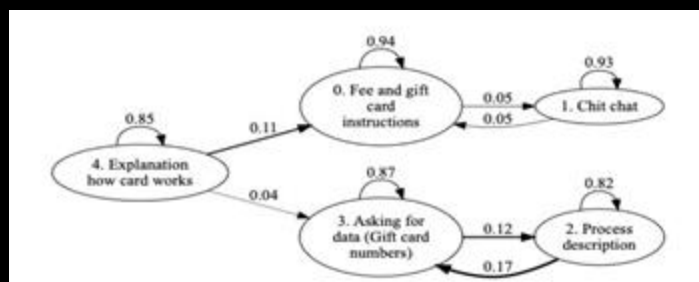 0.94
0.93
0. Fee and gift
card
instructions
0.05
1. Chit chat
0.05
0.85
0.11
4. Explanation
how card works
0.87
0.82
0.04
3. Asking for
data (Gift card
numbers)
0.12
2. Process
description
0.17